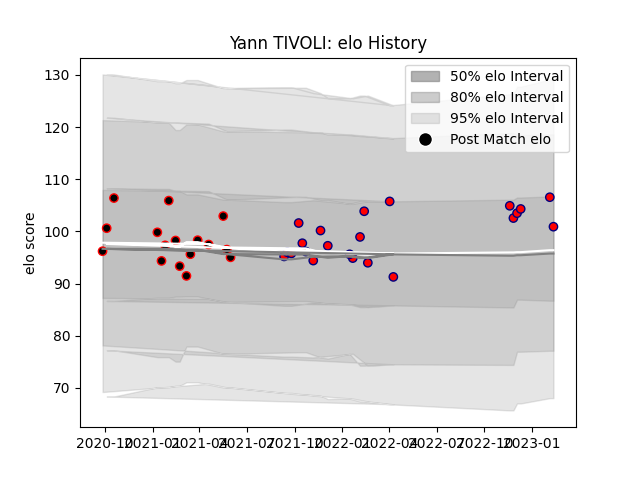 Yann TIVOLI: elo History
130
120
110
100
90
80
70
elo score
50% elo Interval
80% elo Interval
95% elo Interval
Post Match elo
2020-10 2021-01 2021-04 2021-07 2021-10 2022-01 2022-04 2022-07 2022-10 2023-01